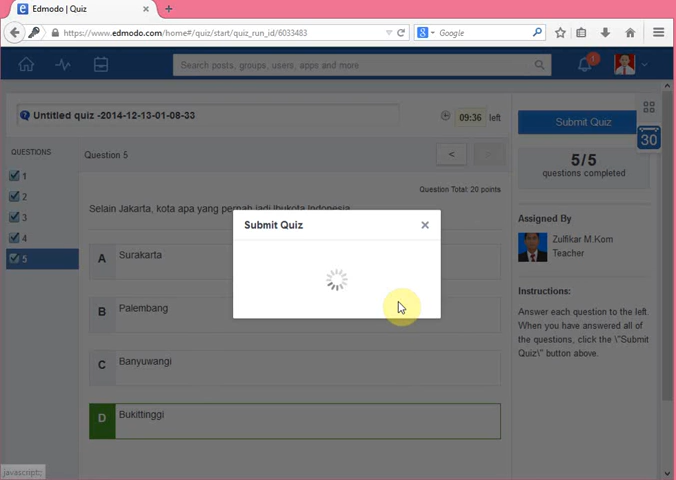 Edmodo | Quiz
https://www.edmodo.com/home#/quiz/start/quiz_run_id/6033483
Google
Search posts, groups, users, apps and more
1
Untitled quiz -2014-12-13-01-08-33
09:36 left
Submit Quiz
30
QUESTIONS
Question 5
<
>
5/5
questions completed
1
2
3
4
5
Question Total: 20 points
Selain Jakarta, kota apa yang pernah jadi Ibukota Indonesia
Submit Quiz
×
A Surakarta
B Palembang
C Banyuwangi
D Bukittinggi
Assigned By
Zulfikar M.Kom
Teacher
Instructions:
Answer each question to the left.
When you have answered all of
the questions, click the \"Submit
Quiz\" button above.
javascript:;